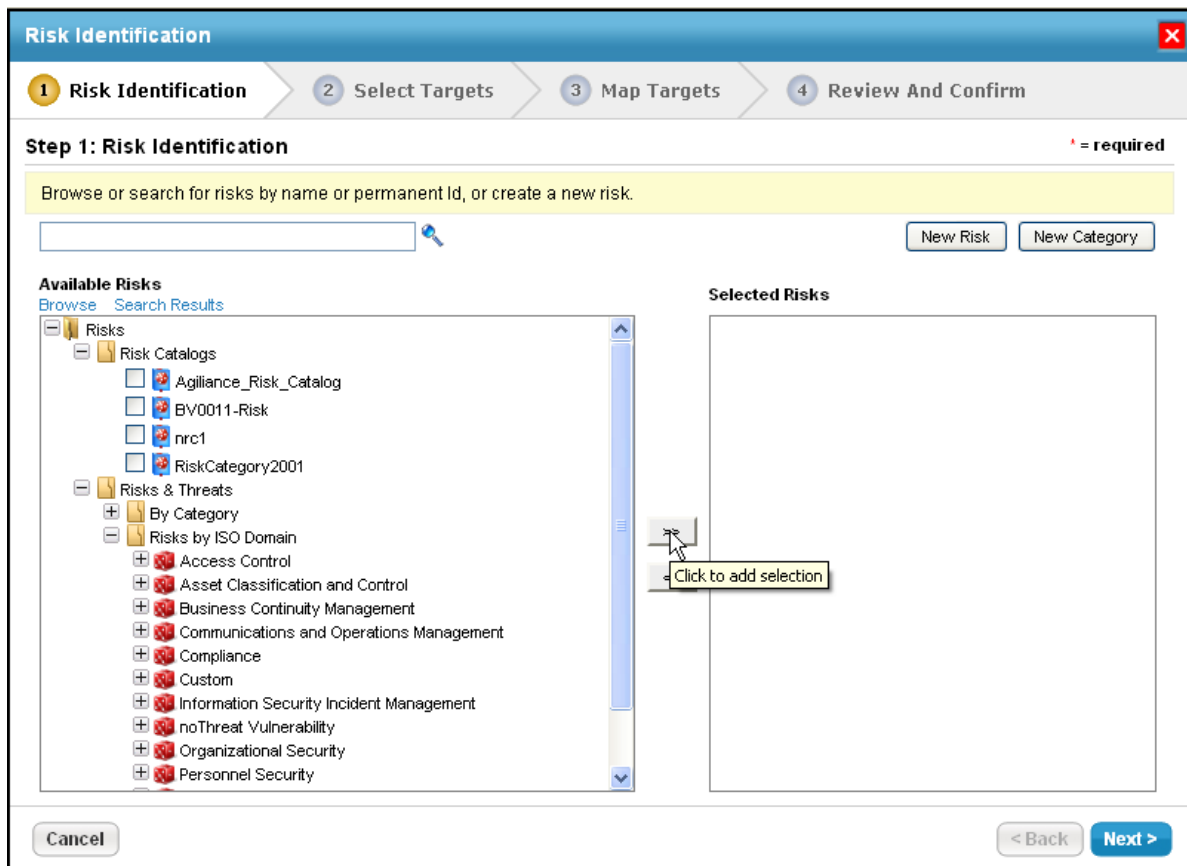 Risk Identification
1 Risk Identification
2 Select Targets
3 Map Targets
4 Review And Confirm
Step 1: Risk Identification
* = required
Browse or search for risks by name or permanent Id, or create a new risk.
New Risk
New Category
Available Risks
Browse Search Results
Selected Risks
Risks
Risk Catalogs
Agiliance_Risk_Catalog
BV0011-Risk
nrc1
RiskCategory2001
Risks & Threats
By Category
Risks by ISO Domain
Access Control
Asset Classification and Control
Business Continuity Management
Communications and Operations Management
Compliance
Custom
Information Security Incident Management
noThreat Vulnerability
Organizational Security
Personnel Security
>>
Click to add selection
Cancel
< Back
Next >